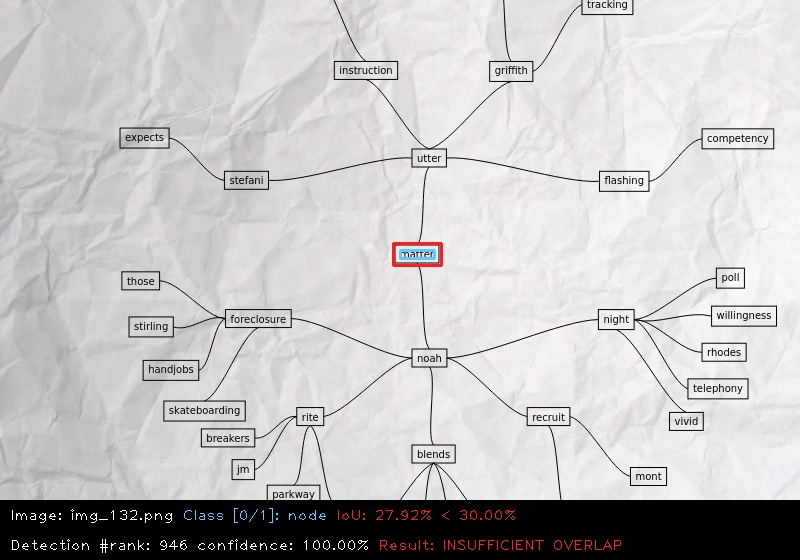 tracking
instruction
griffith
expects
competency
utter
stefani
flashing
matter
those
poll
foreclosure
night
willingness
stirling
rhodes
noah
handjobs
telephony
skateboarding
rite
recruit
vivid
breakers
blends
jm
mont
parkway
Image: img_132.png Class [0/1]: node IoU: 27.92% < 30.00%
Detection #rank: 946 confidence: 100.00% Result: INSUFFICIENT OVERLAP